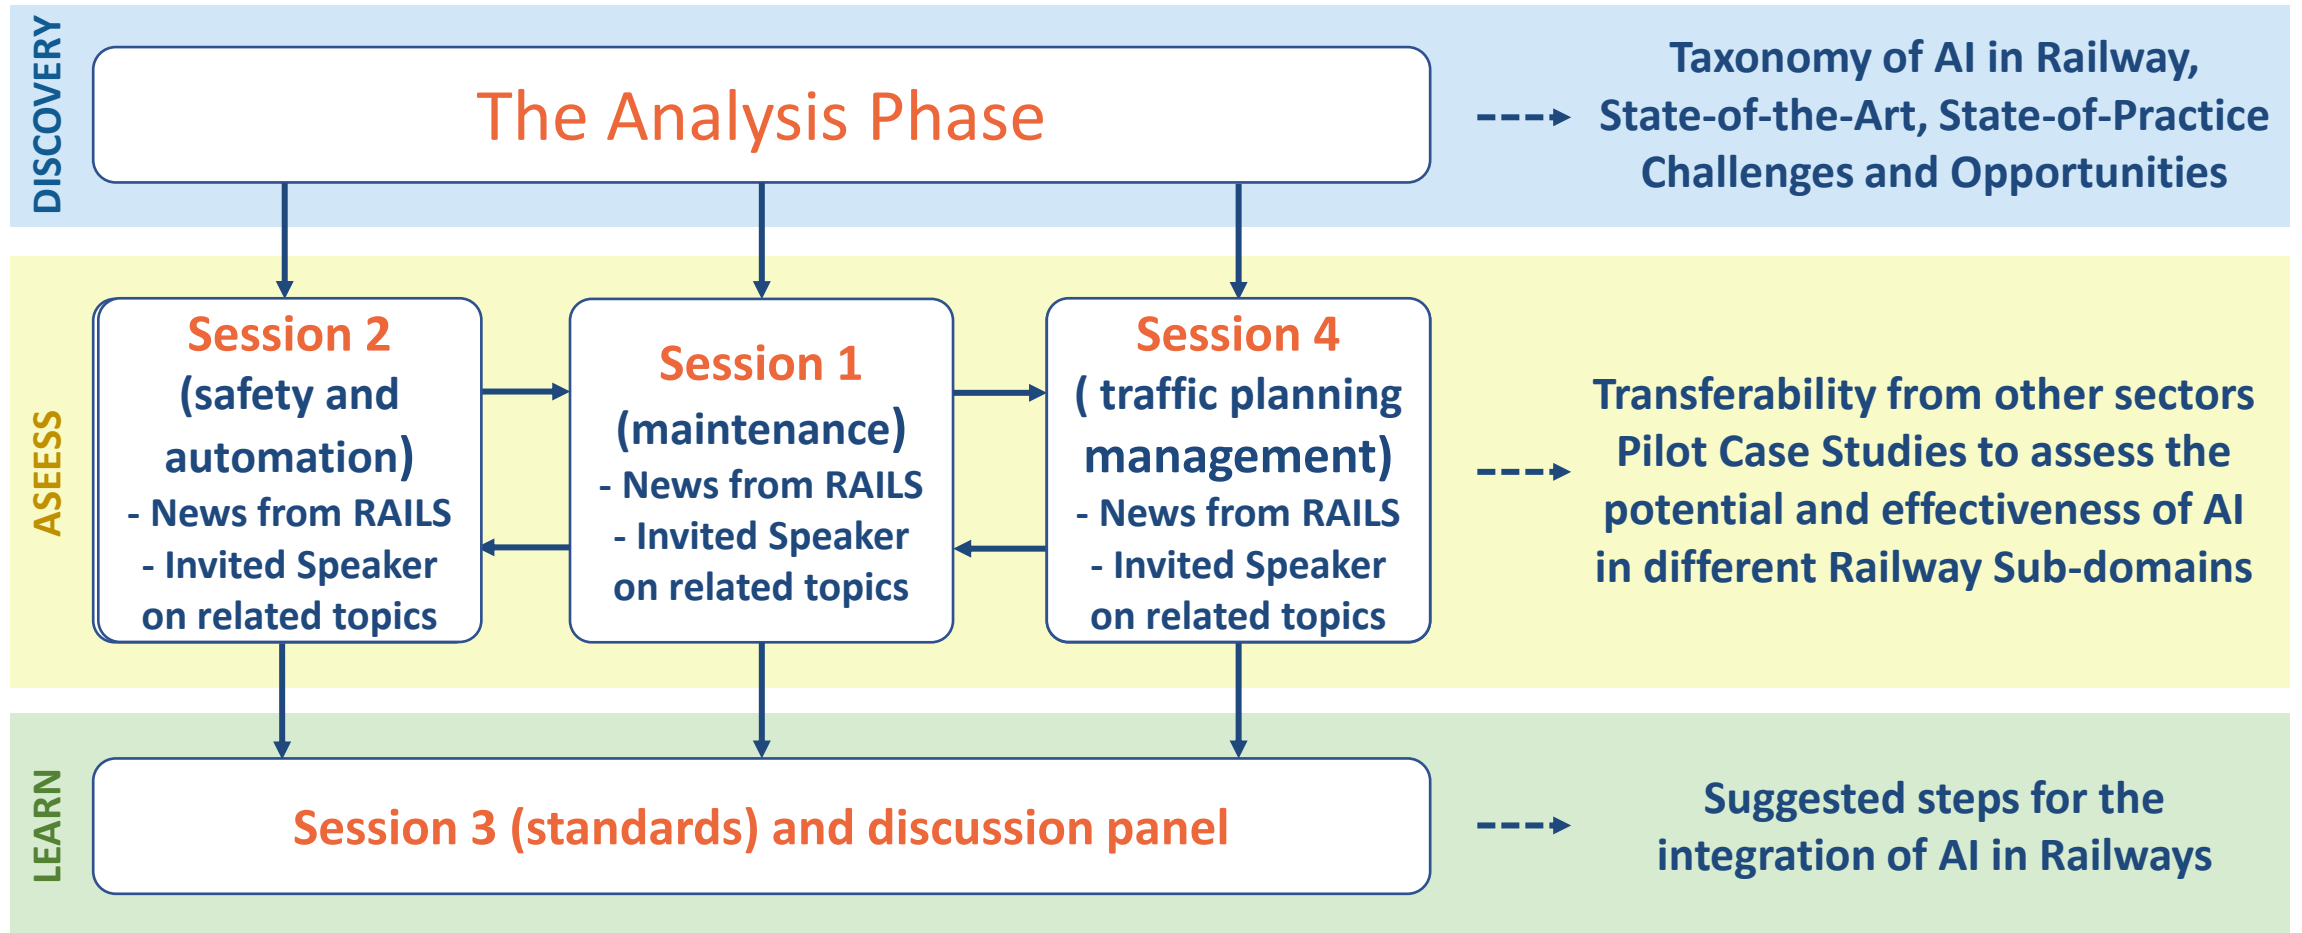 DISCOVERY
The Analysis Phase
Taxonomy of AI in Railway,
State-of-the-Art, State-of-Practice
Challenges and Opportunities
ASEESS
Session 2
(safety and
automation)
- News from RAILS
- Invited Speaker
on related topics
Session 1
(maintenance)
- News from RAILS
- Invited Speaker
on related topics
Session 4
( traffic planning
management)
- News from RAILS
- Invited Speaker
on related topics
Transferability from other sectors
Pilot Case Studies to assess the
potential and effectiveness of AI
in different Railway Sub-domains
LEARN
Session 3 (standards) and discussion panel
Suggested steps for the
integration of AI in Railways